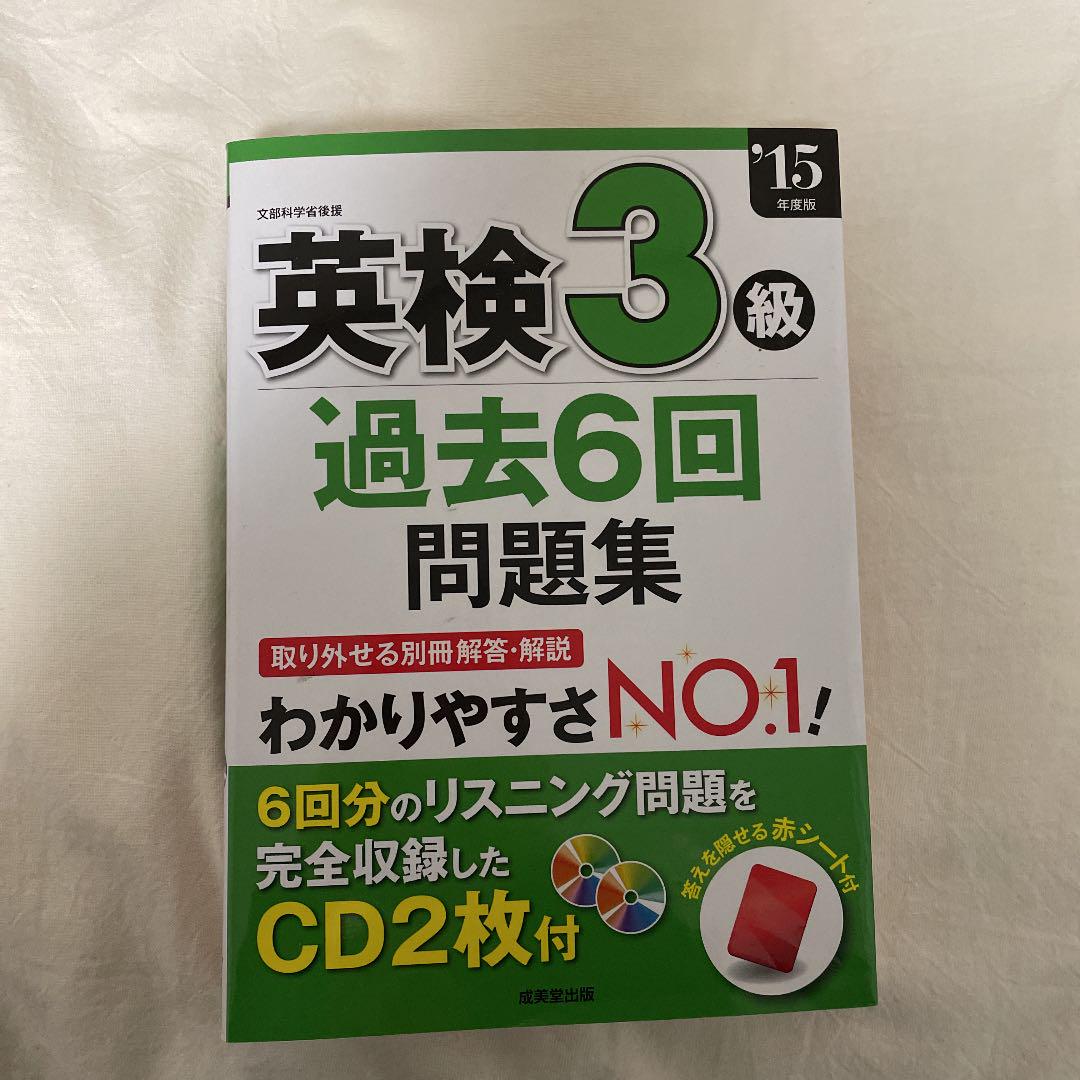 '15
年度版
文部科学省後援
英検3級
過去6回
問題集
取り外せる別冊解答・解説
わかりやすさNO.1!
6回分のリスニング問題を
完全収録した
CD2枚付
答えを隠せる赤シート付
成美堂出版